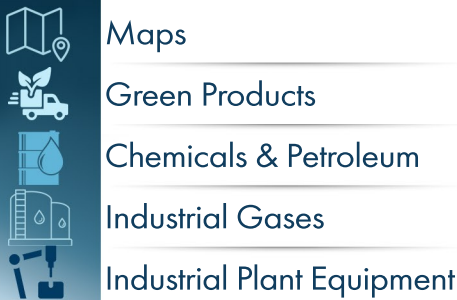 Maps
Green Products
Chemicals & Petroleum
Industrial Gases
Industrial Plant Equipment